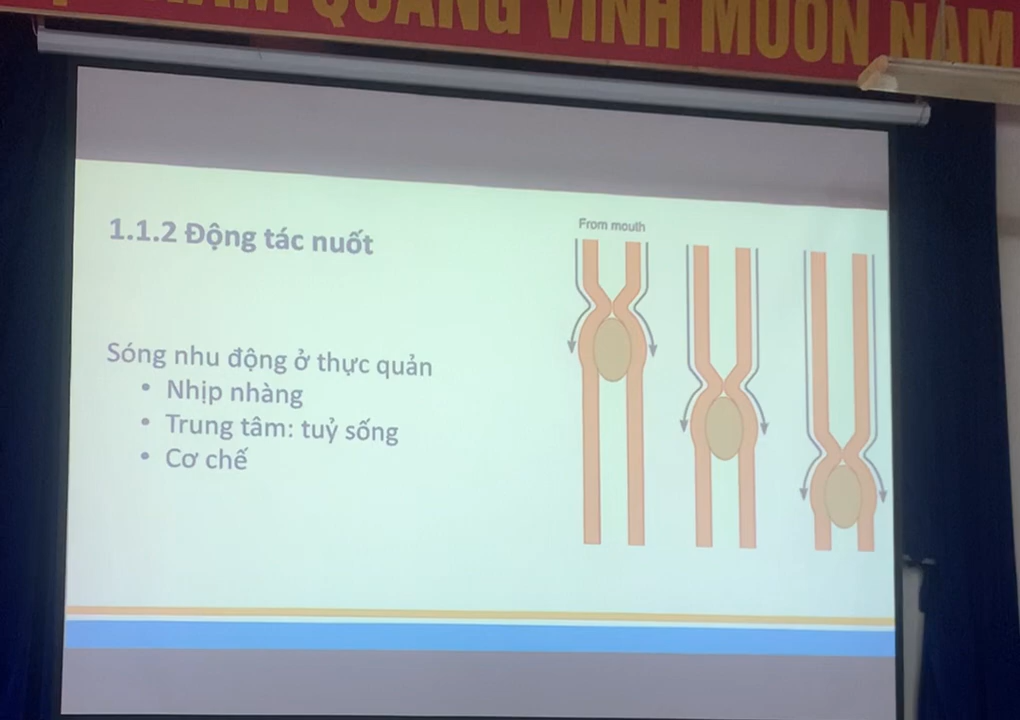 QUANG VINH MUÔN NĂM
1.1.2 Động tác nuốt
Sóng nhu động ở thực quản
• Nhịp nhàng
• Trung tâm: tuỷ sống
• Cơ chế
From mouth